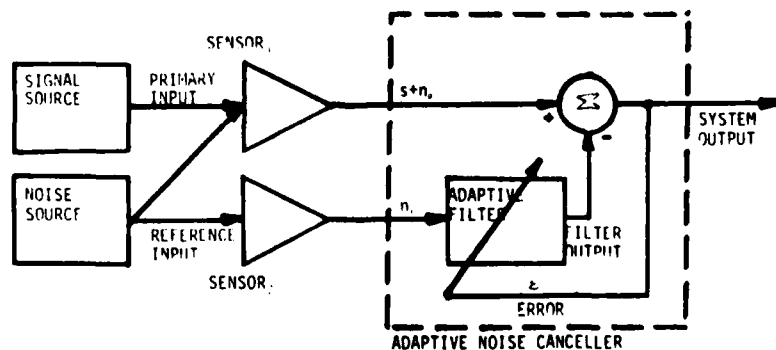 SENSOR
SIGNAL
SOURCE
PRIMARY
INPUT
s+n₀
Σ
+
-
SYSTEM
OUTPUT
NOISE
SOURCE
REFERENCE
INPUT
SENSOR
n
ADAPTIVE
FILTER
FILTER
OUTPUT
ε
ERROR
ADAPTIVE NOISE CANCELLER